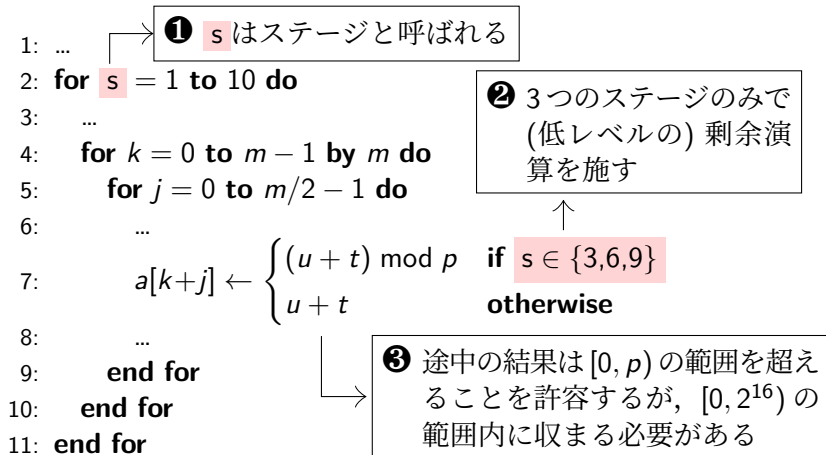 ❶ sはステージと呼ばれる
1: ...
2: for s = 1 to 10 do
❷ 3つのステージのみで
(低レベルの) 剰余演
算を施す
3: ...
4: for k = 0 to m − 1 by m do
5: for j = 0 to m/2 − 1 do
6: ...
7: a[k+j] ← { (u + t) mod p if s ∈ {3,6,9}
u + t otherwise
8: ...
❸ 途中の結果は [0, p) の範囲を超え
ることを許容するが，[0, 2¹⁶) の
範囲内に収まる必要がある
9: end for
10: end for
11: end for